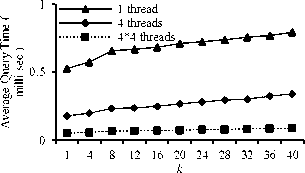 Average Query Time (
milli sec)
1 thread
4 threads
4*4 threads
1
0.5
0
1 4 8 12 16 20 24 28 32 36 40
k